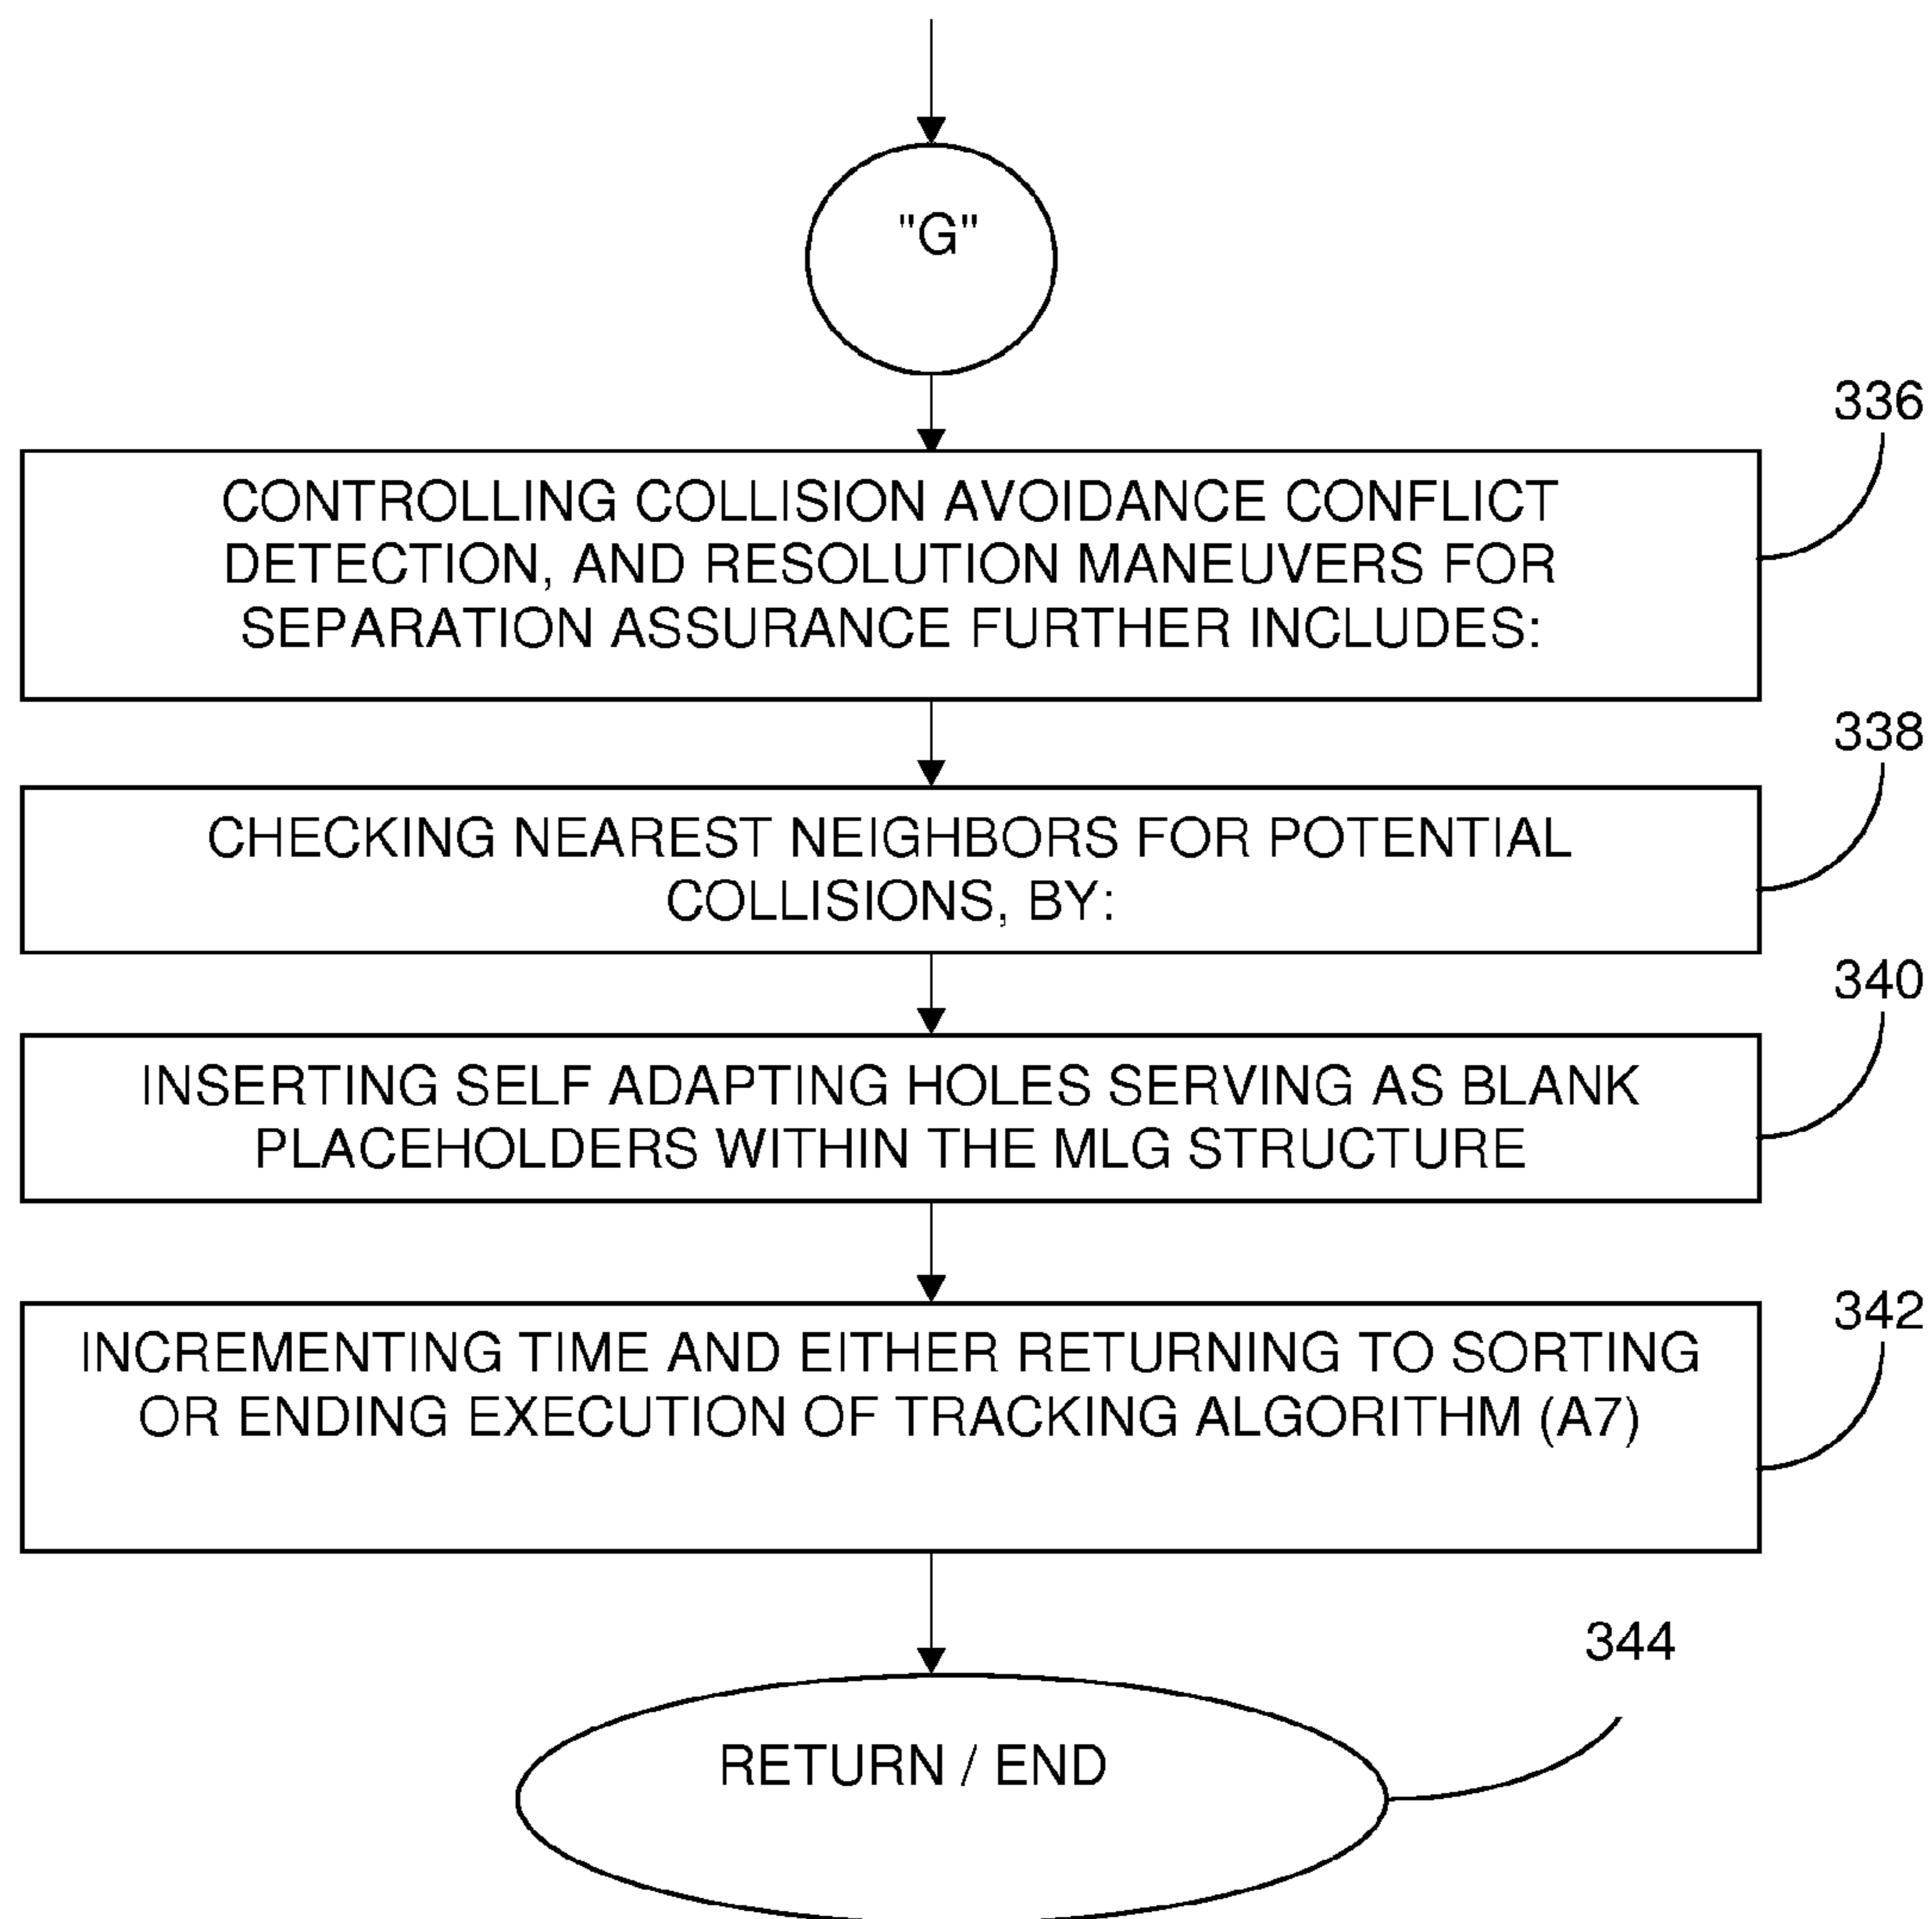 "G"
336
CONTROLLING COLLISION AVOIDANCE CONFLICT
DETECTION, AND RESOLUTION MANEUVERS FOR
SEPARATION ASSURANCE FURTHER INCLUDES:
338
CHECKING NEAREST NEIGHBORS FOR POTENTIAL
COLLISIONS, BY:
340
INSERTING SELF ADAPTING HOLES SERVING AS BLANK
PLACEHOLDERS WITHIN THE MLG STRUCTURE
342
INCREMENTING TIME AND EITHER RETURNING TO SORTING
OR ENDING EXECUTION OF TRACKING ALGORITHM (A7)
344
RETURN / END